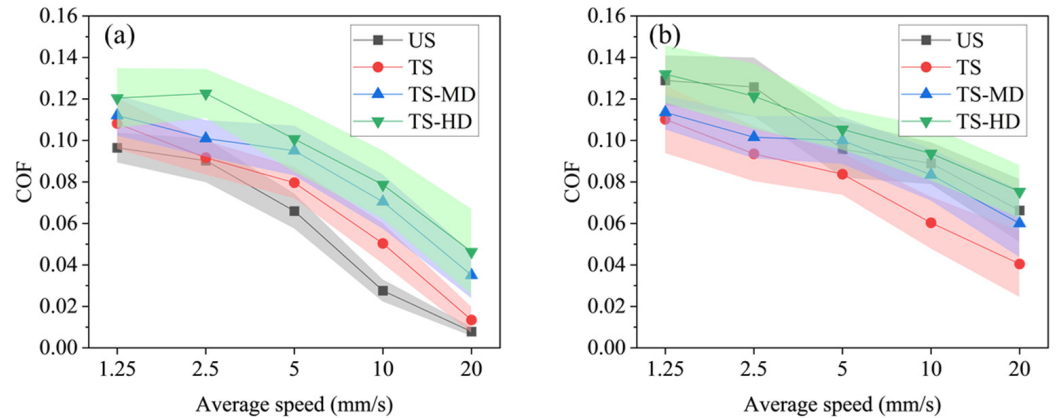 (a)
US
TS
TS-MD
TS-HD
COF
0.16
0.14
0.12
0.10
0.08
0.06
0.04
0.02
0.00
1.25 2.5 5 10 20
Average speed (mm/s)
(b)
US
TS
TS-MD
TS-HD
COF
0.16
0.14
0.12
0.10
0.08
0.06
0.04
0.02
0.00
1.25 2.5 5 10 20
Average speed (mm/s)